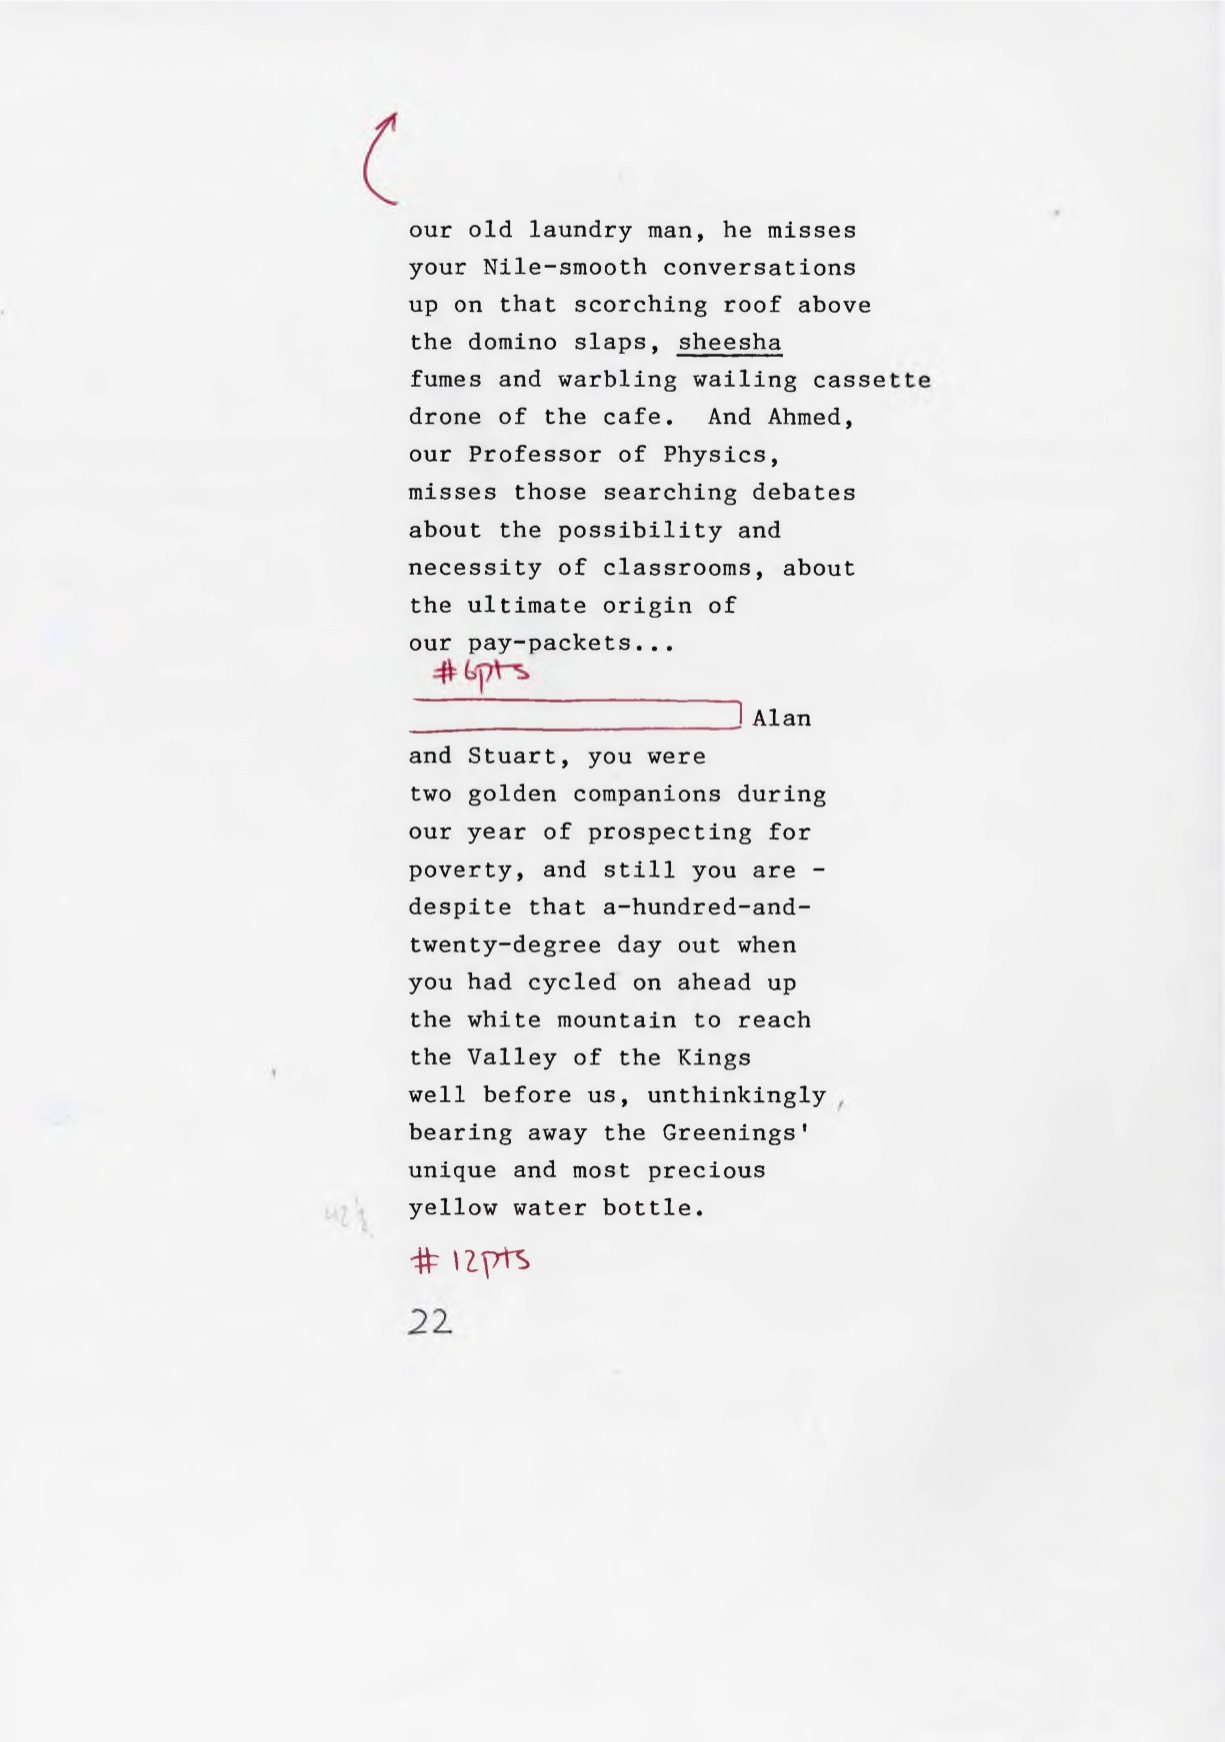 our old laundry man, he misses
your Nile-smooth conversations
up on that scorching roof above
the domino slaps, sheesha
fumes and warbling wailing cassette
drone of the cafe.  And Ahmed,
our Professor of Physics,
misses those searching debates
about the possibility and
necessity of classrooms, about
the ultimate origin of
our pay-packets...
# 6pts
Alan
and Stuart, you were
two golden companions during
our year of prospecting for
poverty, and still you are -
despite that a-hundred-and-
twenty-degree day out when
you had cycled on ahead up
the white mountain to reach
the Valley of the Kings
well before us, unthinkingly
bearing away the Greenings'
unique and most precious
yellow water bottle.
# 12pts
22